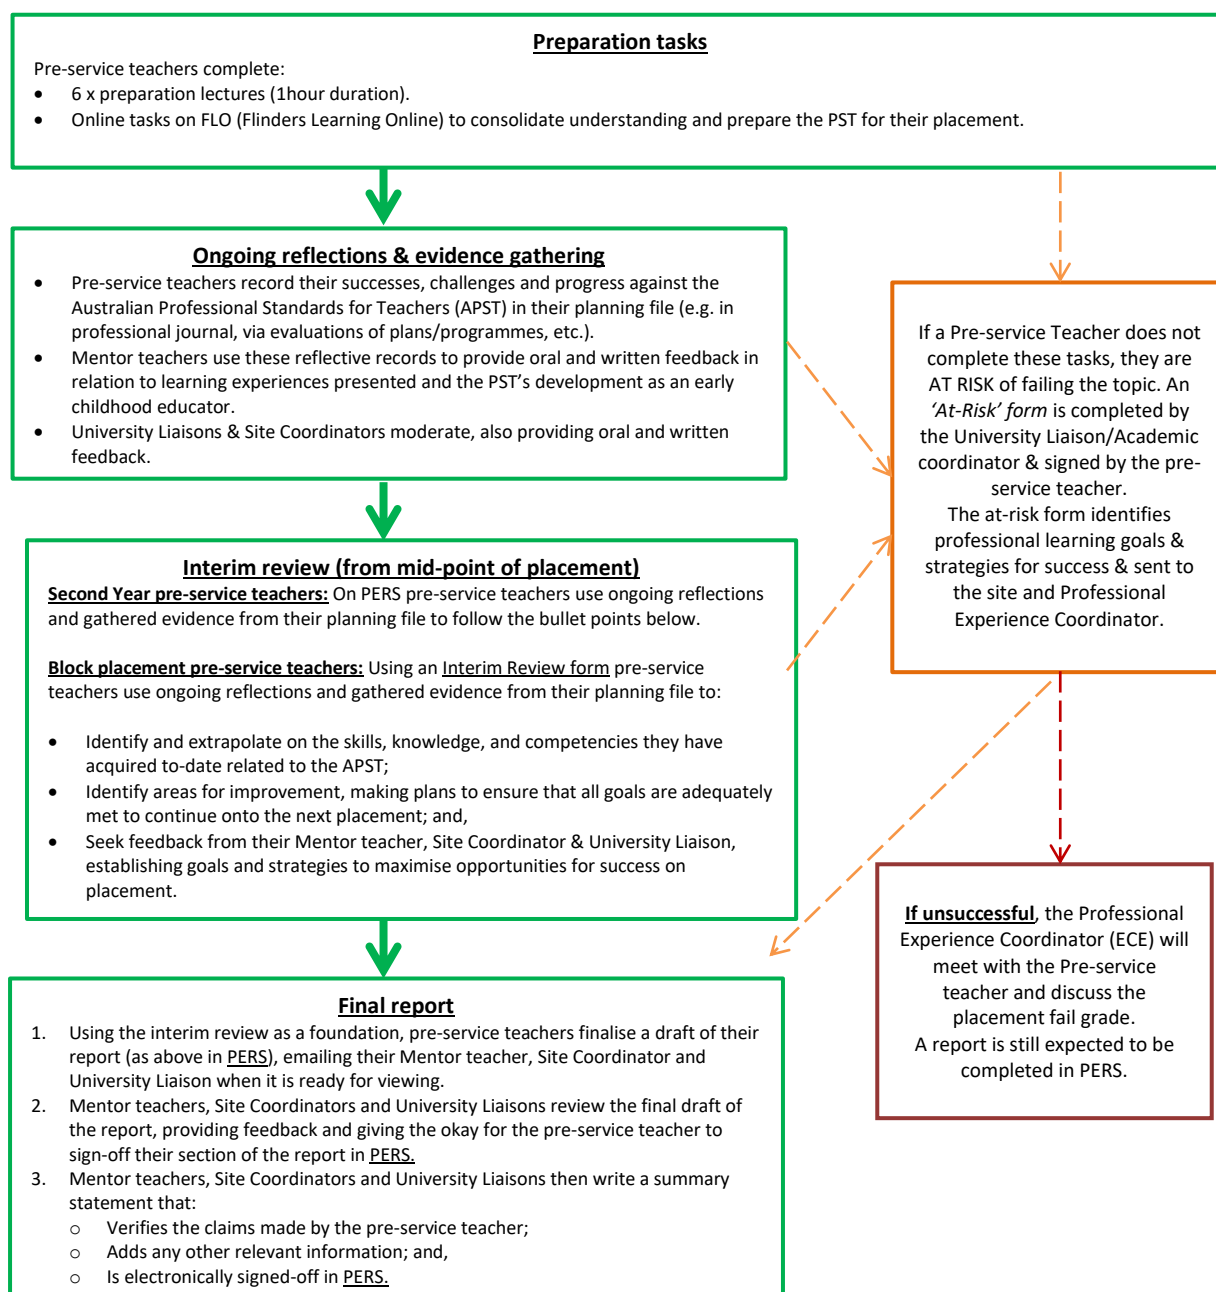 Preparation tasks
Pre-service teachers complete:
• 6 x preparation lectures (1hour duration).
• Online tasks on FLO (Flinders Learning Online) to consolidate understanding and prepare the PST for their placement.
Ongoing reflections & evidence gathering
• Pre-service teachers record their successes, challenges and progress against the
Australian Professional Standards for Teachers (APST) in their planning file (e.g. in
professional journal, via evaluations of plans/programmes, etc.).
• Mentor teachers use these reflective records to provide oral and written feedback in
relation to learning experiences presented and the PST’s development as an early
childhood educator.
• University Liaisons & Site Coordinators moderate, also providing oral and written
feedback.
If a Pre-service Teacher does not
complete these tasks, they are
AT RISK of failing the topic. An
‘At-Risk’ form is completed by
the University Liaison/Academic
coordinator & signed by the pre-
service teacher.
The at-risk form identifies
professional learning goals &
strategies for success & sent to
the site and Professional
Experience Coordinator.
Interim review (from mid-point of placement)
Second Year pre-service teachers: On PERS pre-service teachers use ongoing reflections
and gathered evidence from their planning file to follow the bullet points below.
Block placement pre-service teachers: Using an Interim Review form pre-service
teachers use ongoing reflections and gathered evidence from their planning file to:
• Identify and extrapolate on the skills, knowledge, and competencies they have
acquired to-date related to the APST;
• Identify areas for improvement, making plans to ensure that all goals are adequately
met to continue onto the next placement; and,
• Seek feedback from their Mentor teacher, Site Coordinator & University Liaison,
establishing goals and strategies to maximise opportunities for success on
placement.
If unsuccessful, the Professional
Experience Coordinator (ECE) will
meet with the Pre-service
teacher and discuss the
placement fail grade.
A report is still expected to be
completed in PERS.
Final report
1. Using the interim review as a foundation, pre-service teachers finalise a draft of their
report (as above in PERS), emailing their Mentor teacher, Site Coordinator and
University Liaison when it is ready for viewing.
2. Mentor teachers, Site Coordinators and University Liaisons review the final draft of
the report, providing feedback and giving the okay for the pre-service teacher to
sign-off their section of the report in PERS.
3. Mentor teachers, Site Coordinators and University Liaisons then write a summary
statement that:
o Verifies the claims made by the pre-service teacher;
o Adds any other relevant information; and,
o Is electronically signed-off in PERS.